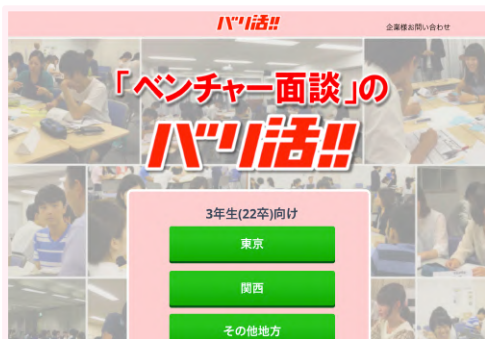 バリ活!!
企業様お問い合わせ
「ベンチャー面談」の
バリ活!!
3年生(22卒)向け
東京
関西
その他地方